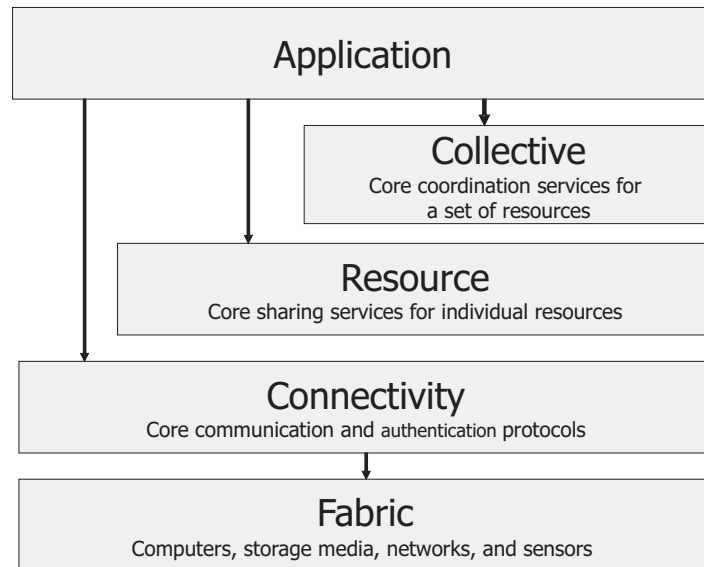 Application
Collective
Core coordination services for
a set of resources
Resource
Core sharing services for individual resources
Connectivity
Core communication and authentication protocols
Fabric
Computers, storage media, networks, and sensors